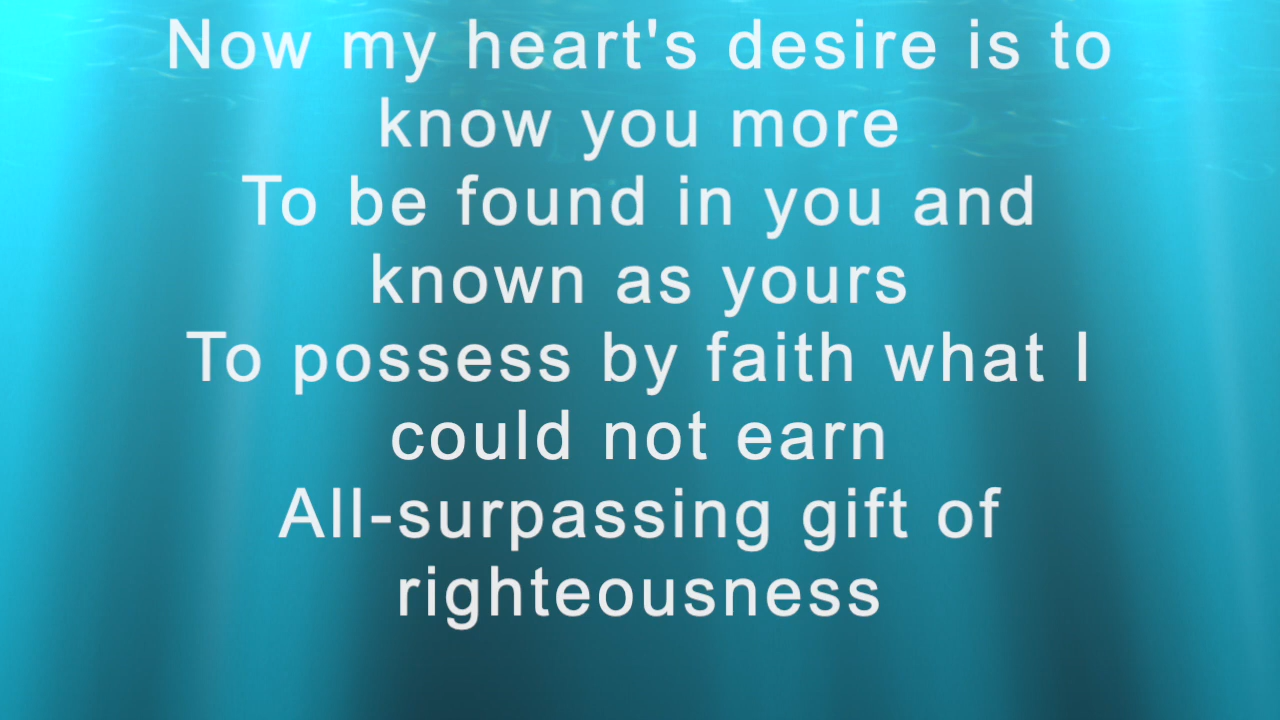 Now my heart's desire is to
know you more
To be found in you and
known as yours
To possess by faith what I
could not earn
All-surpassing gift of
righteousness